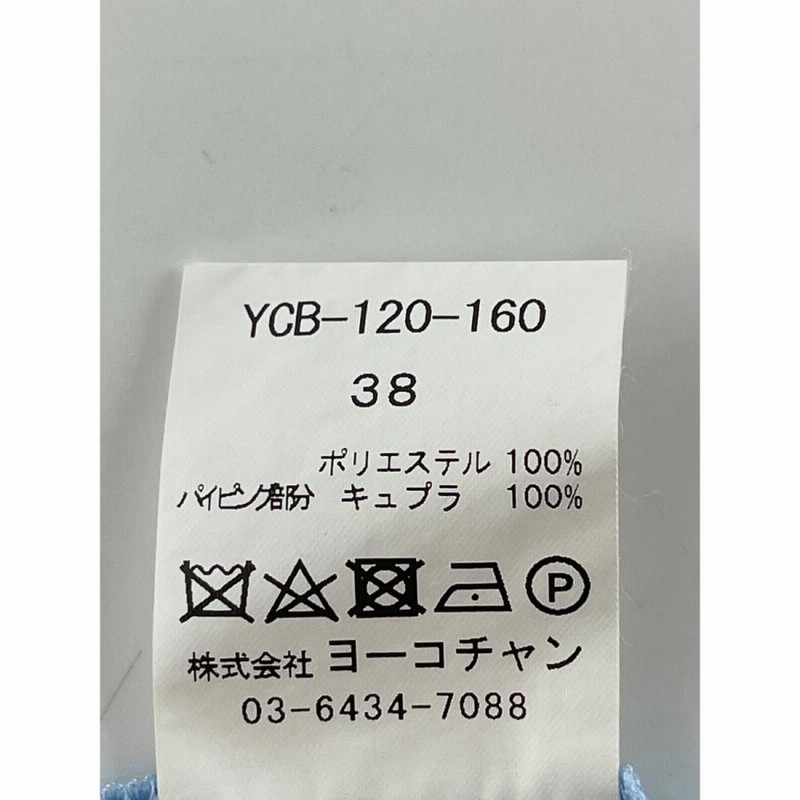 YCB-120-160
38
ポリエステル 100%
パイピング部分 キュプラ 100%
P
株式会社 ヨーコチャン
03-6434-7088